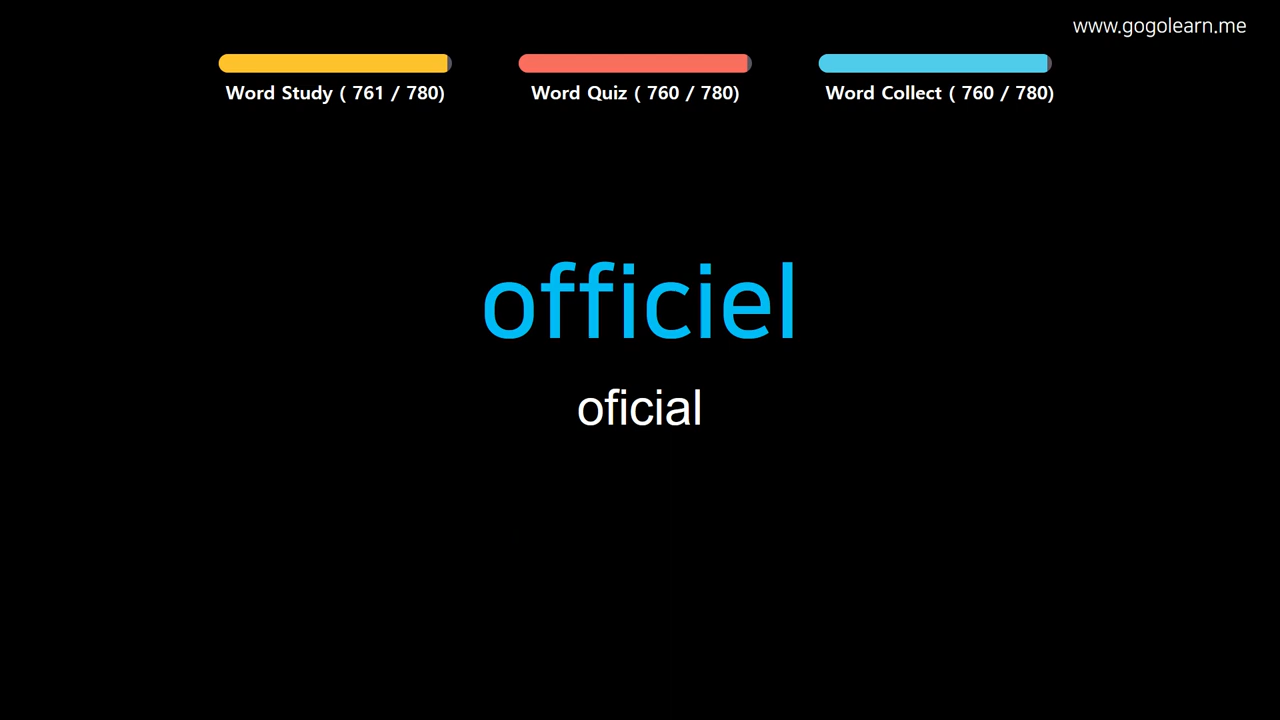 www.gogolearn.me
Word Study ( 761 / 780)
Word Quiz ( 760 / 780)
Word Collect ( 760 / 780)
officiel
oficial